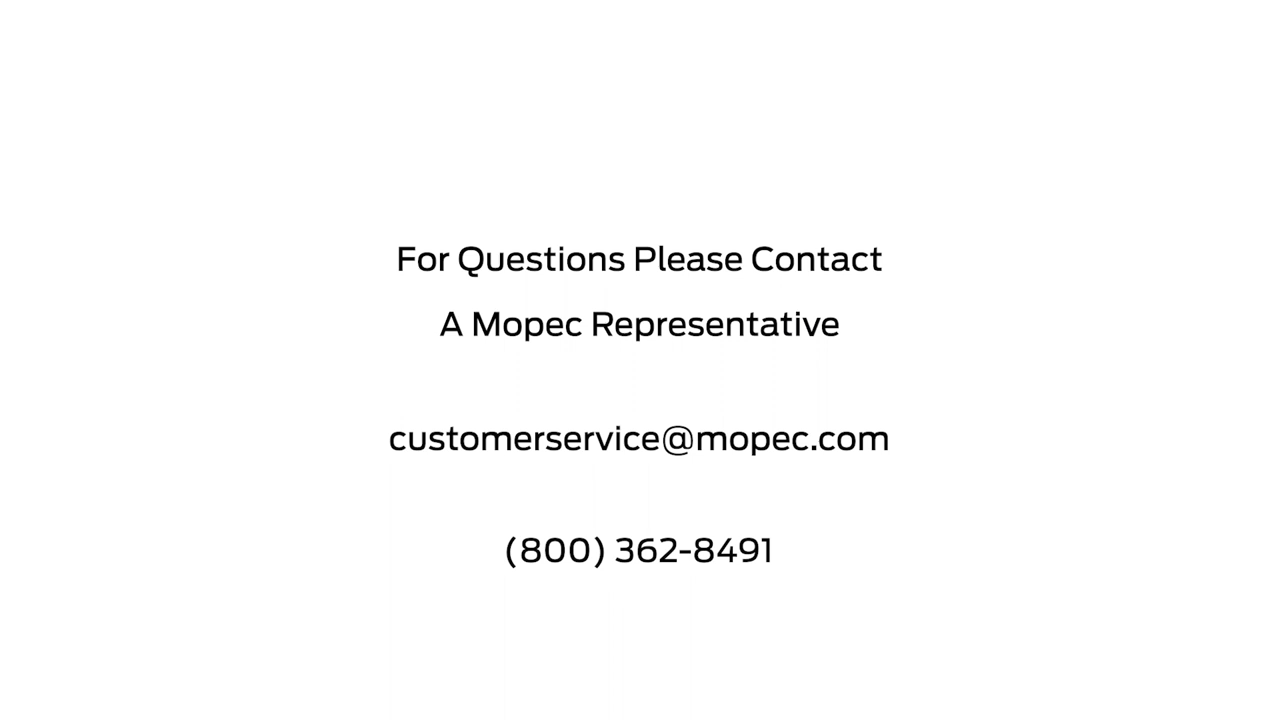 For Questions Please Contact
A Mopec Representative
customerservice@mopec.com
(800) 362-8491